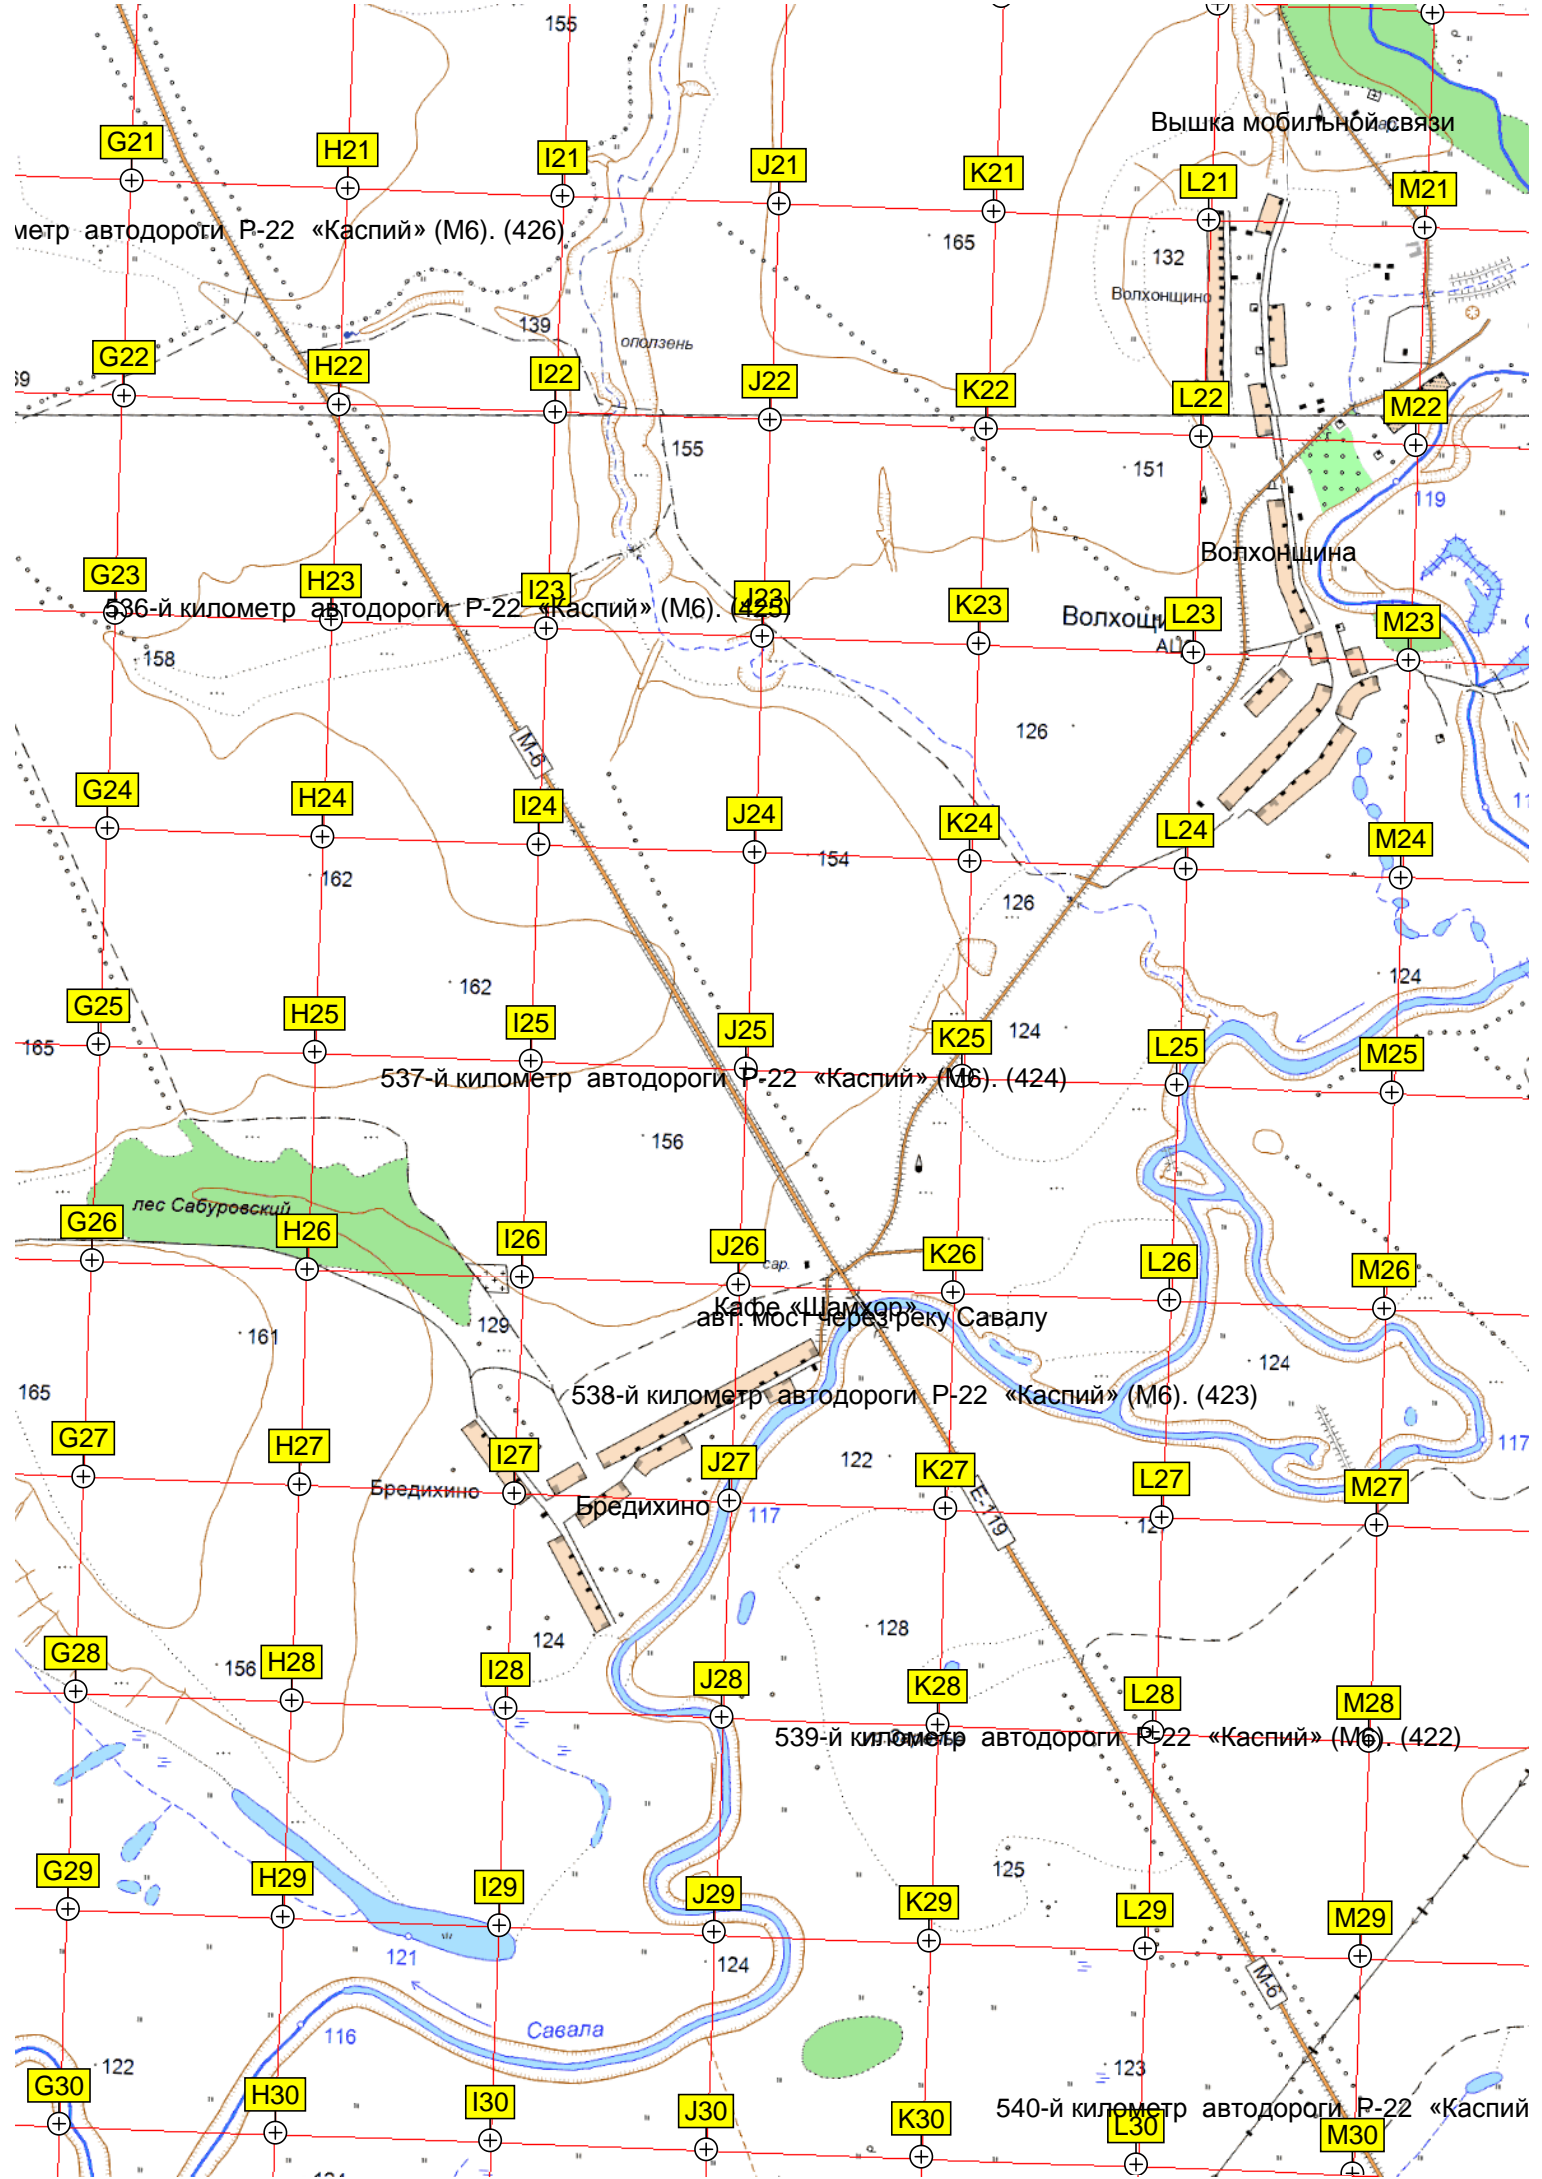 155
Вышка мобильной связи
G21
H21
I21
J21
K21
L21
M21
метр автодороги Р-22 «Каспий» (М6). (426)
165
132
Волхонщино
139
оползень
G22
H22
I22
J22
K22
L22
M22
155
151
119
Волхонщина
G23
H23
I23
J23
K23
L23
M23
536-й километр автодороги Р-22 «Каспий» (М6). (425)
158
126
М-6
G24
H24
I24
J24
K24
L24
M24
154
162
126
162
124
G25
H25
I25
J25
K25
L25
M25
165
124
537-й километр автодороги Р-22 «Каспий» (М6). (424)
156
лес Сабуровский
G26
H26
I26
J26
K26
L26
M26
сар.
Кафе «Шамхор»
авт. мост через реку Савалу
129
161
124
165
538-й километр автодороги Р-22 «Каспий» (М6). (423)
G27
H27
I27
J27
K27
L27
M27
122
117
Бредихино
Бредихино
117
Е-119
128
124
156
G28
H28
I28
J28
K28
L28
M28
539-й километр автодороги Р-22 «Каспий» (М6). (422)
125
G29
H29
I29
J29
K29
L29
M29
121
124
М-6
116
Савала
122
123
G30
H30
I30
J30
K30
L30
M30
540-й километр автодороги Р-22 «Каспий